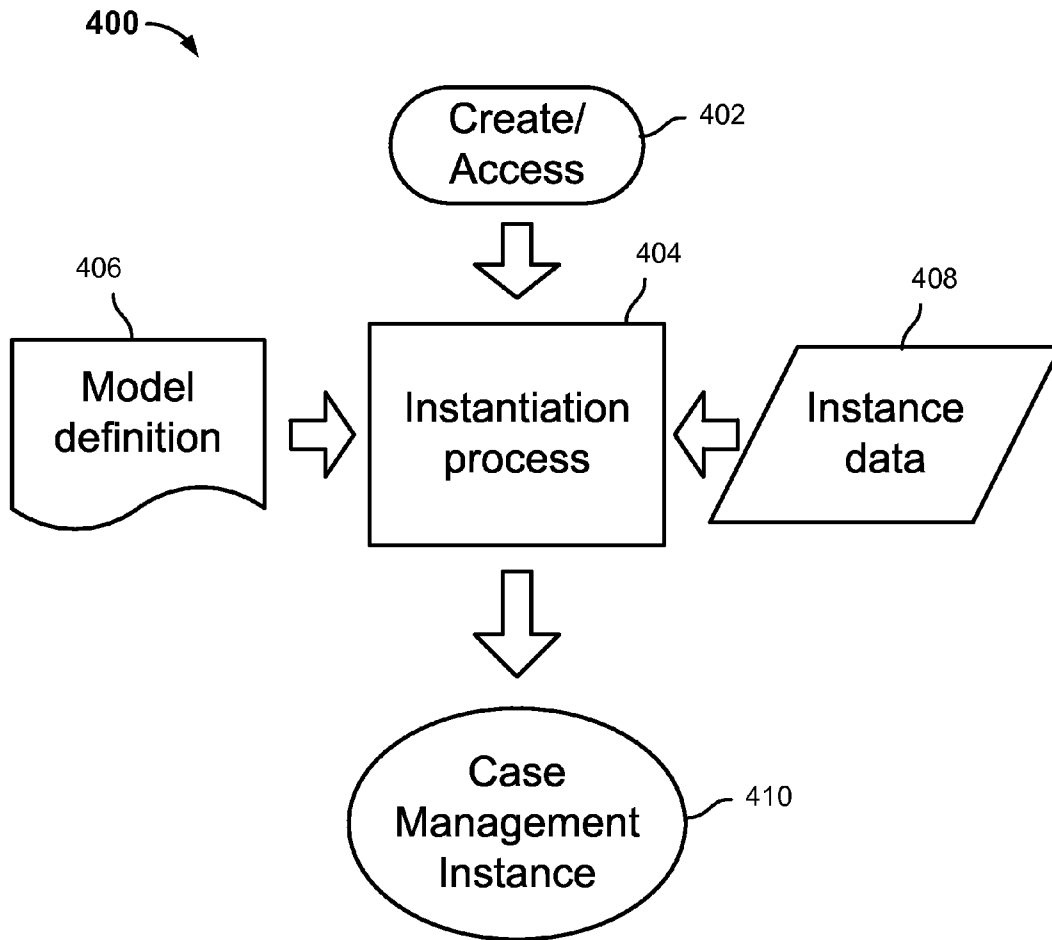 400
Create/
Access
402
404
406
408
Model
definition
Instantiation
process
Instance
data
Case
Management
Instance
410